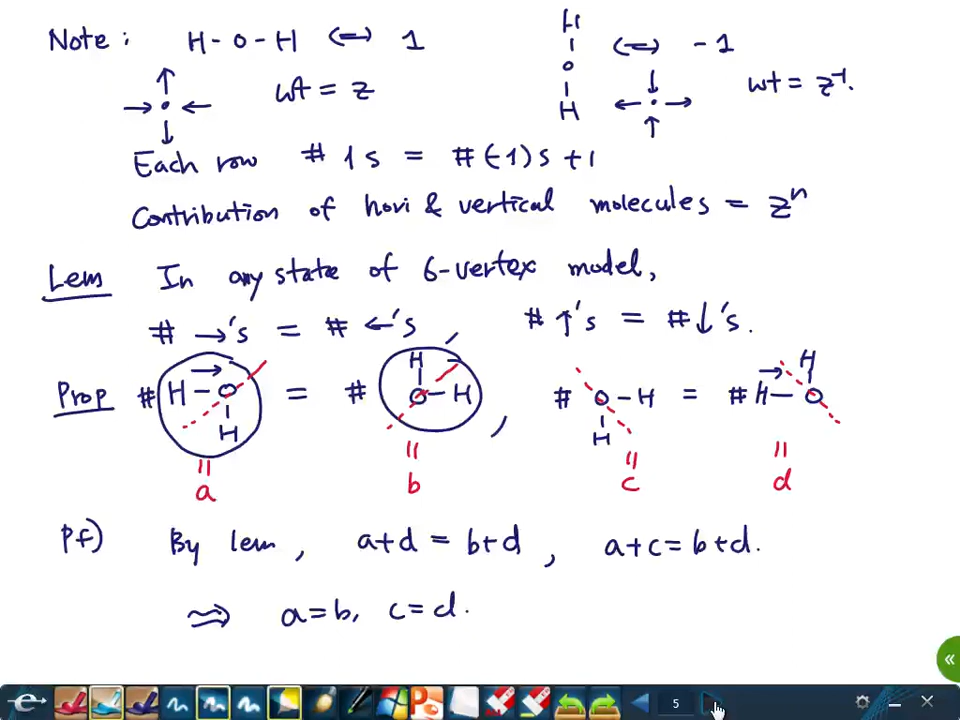 Note: H-O-H ⟺ 1
H
|
O ⟺ -1
|
H
wt = z
wt = z⁻¹.
Each row # 1s = # (-1)s + 1
Contribution of hori & vertical molecules = zⁿ
Lem In any state of 6-vertex model,
# →'s = # ←'s # ↑'s = # ↓'s.
H H
Prop # H-O = # O-H , # O-H = # H-O
H H
a b c d
Pf) By lem, a+d = b+d, a+c = b+d.
⇒ a=b, c=d.
5